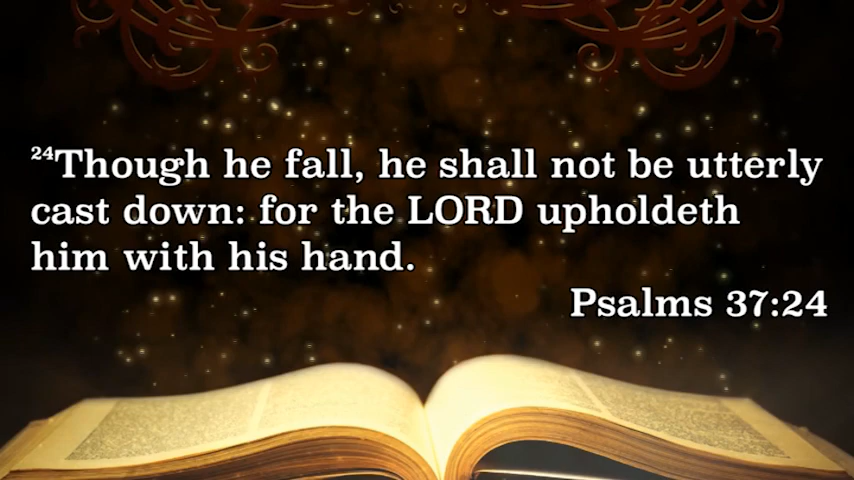 ²⁴Though he fall, he shall not be utterly
cast down: for the LORD upholdeth
him with his hand.
Psalms 37:24